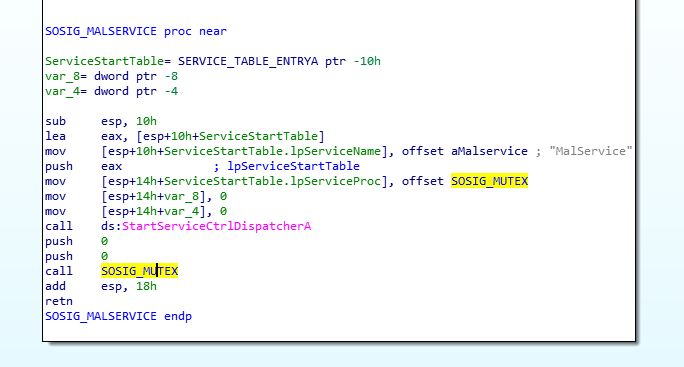 SOSIG_MALSERVICE proc near
ServiceStartTable= SERVICE_TABLE_ENTRYA ptr -10h
var_8= dword ptr -8
var_4= dword ptr -4
sub     esp, 10h
lea     eax, [esp+10h+ServiceStartTable]
mov     [esp+10h+ServiceStartTable.lpServiceName], offset aMalservice ; "MalService"
push    eax             ; lpServiceStartTable
mov     [esp+14h+ServiceStartTable.lpServiceProc], offset SOSIG_MUTEX
mov     [esp+14h+var_8], 0
mov     [esp+14h+var_4], 0
call    ds:StartServiceCtrlDispatcherA
push    0
push    0
call    SOSIG_MUTEX
add     esp, 18h
retn
SOSIG_MALSERVICE endp